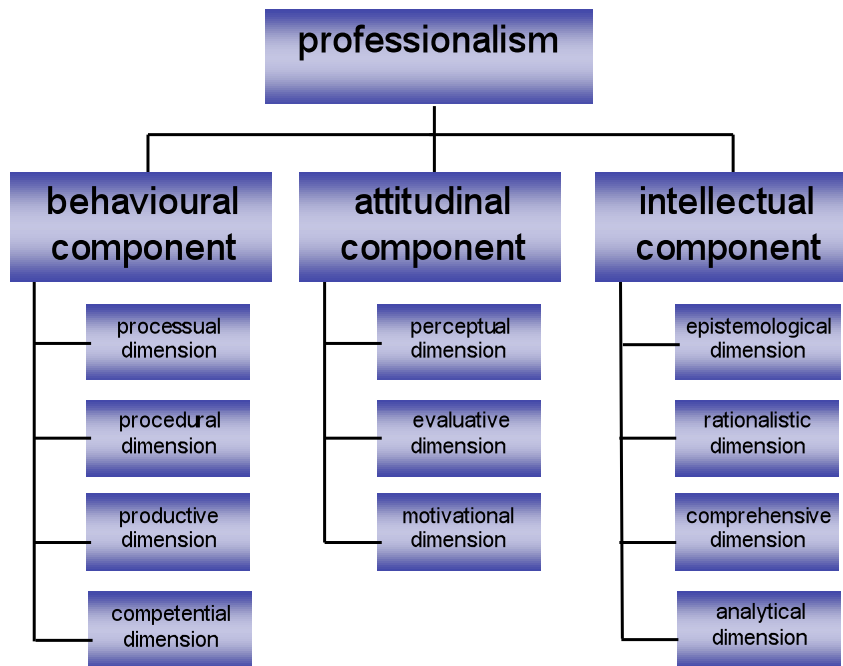 professionalism
behavioural
component
processual
dimension
procedural
dimension
productive
dimension
competential
dimension
attitudinal
component
perceptual
dimension
evaluative
dimension
motivational
dimension
intellectual
component
epistemological
dimension
rationalistic
dimension
comprehensive
dimension
analytical
dimension